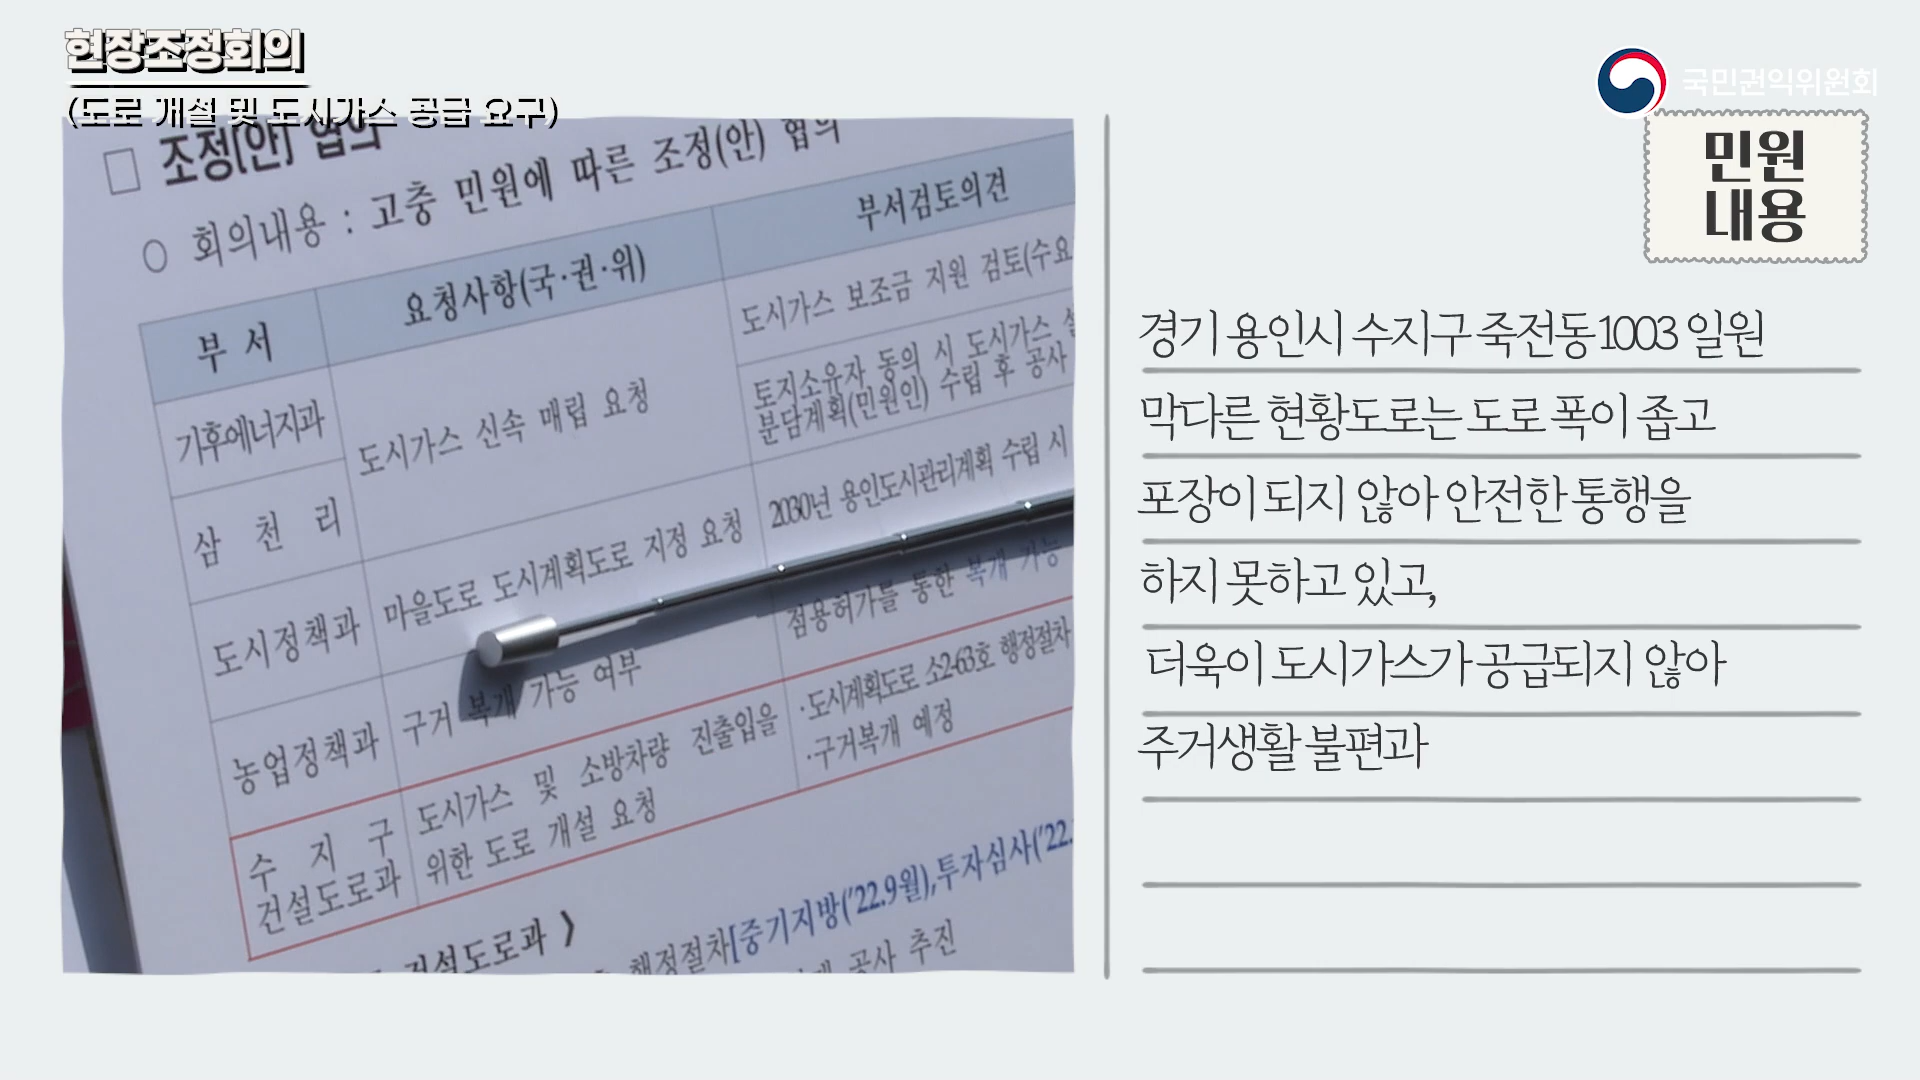 현장조정회의
(도로 개설 및 도시가스 공급 요구)
국민권익위원회
민원
내용
□ 조정(안) 협의
○ 회의내용 : 고충 민원에 따른 조정(안) 협의
부 서
요청사항(국·권·위)
부서검토의견
기후에너지과
도시가스 신속 매립 요청
도시가스 보조금 지원 검토(수요
삼 천 리
토지소유자 동의 시 도시가스
분담계획(민원인) 수립 후 공사
도시정책과
마을도로 도시계획도로 지정 요청
2030년 용인도시관리계획 수립 시
농업정책과
구거 복개 가능 여부
점용허가를 통한 복개 가능
수 지 구
건설도로과
도시가스 및 소방차량 진출입을
위한 도로 개설 요청
·도시계획도로 소2-63호 행정절차
·구거복개 예정
건설도로과 》
행정절차[중기지방('22.9월),투자심사('22.
공사 추진
경기 용인시 수지구 죽전동 1003 일원
막다른 현황도로는 도로 폭이 좁고
포장이 되지 않아 안전한 통행을
하지 못하고 있고,
더욱이 도시가스가 공급되지 않아
주거생활 불편과